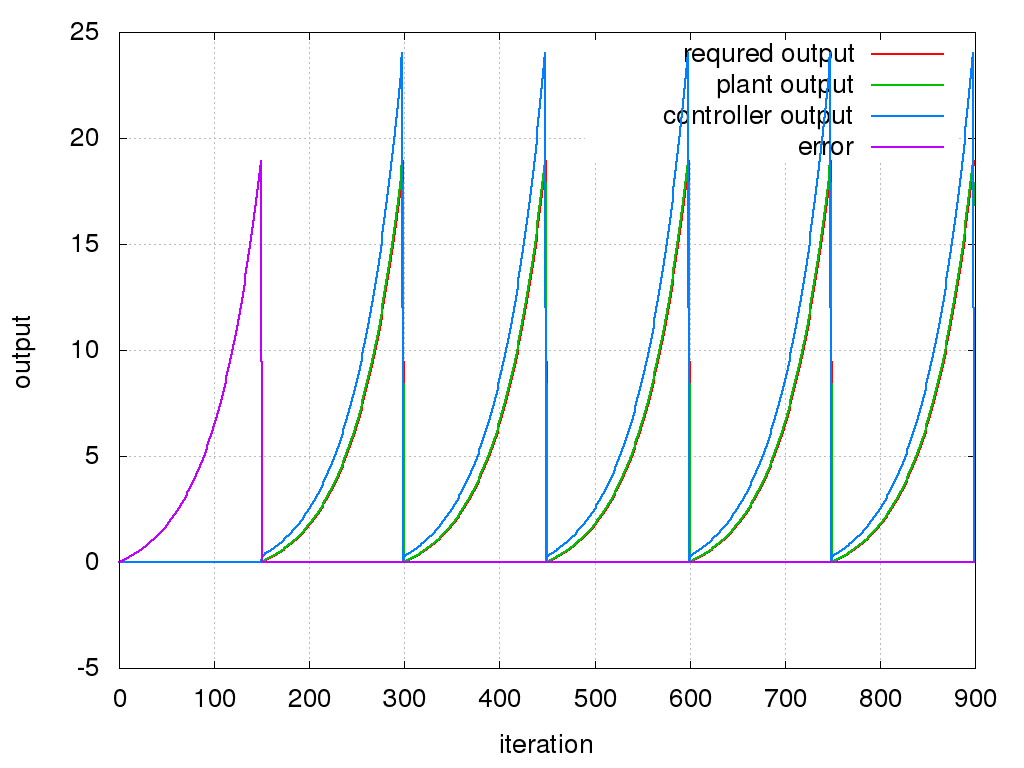 25
requred output
plant output
controller output
20
error
15
output
10
5
0
-5
0 100 200 300 400 500 600 700 800 900
iteration